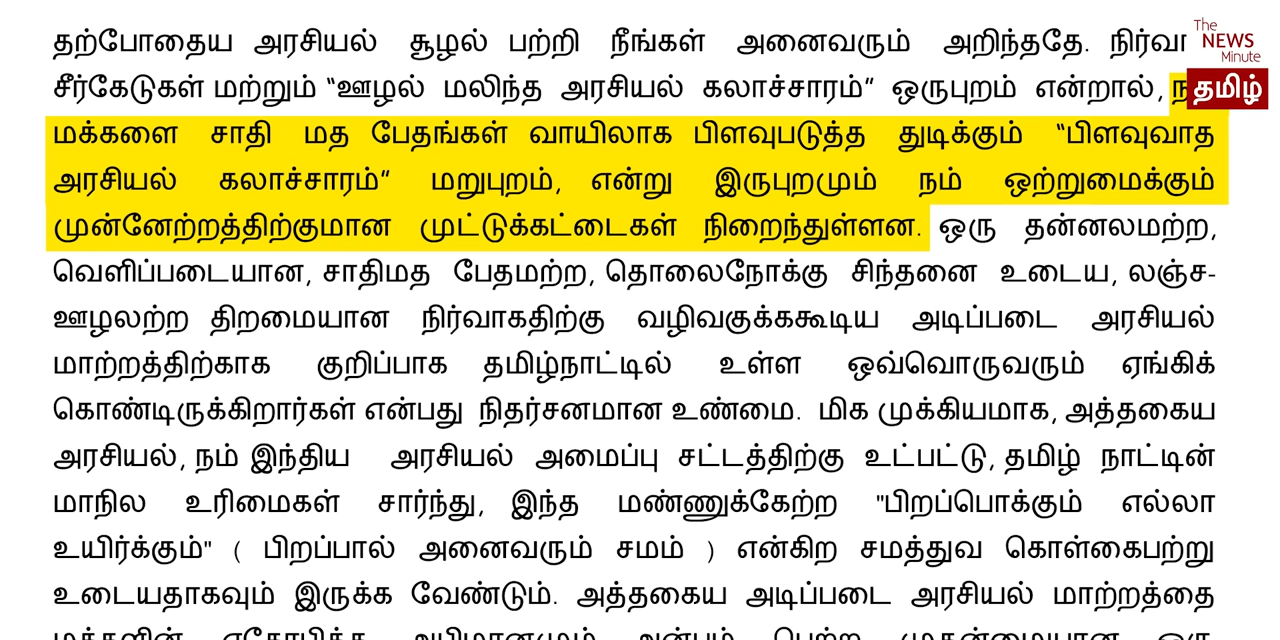 தற்போதைய அரசியல் சூழல் பற்றி நீங்கள் அனைவரும் அறிந்ததே.
The NEWS Minute
தமிழ்
சீர்கேடுகள் மற்றும் “ஊழல் மலிந்த அரசியல் கலாச்சாரம்” ஒருபுறம் என்றால்,
மக்களை சாதி மத பேதங்கள் வாயிலாக பிளவுபடுத்த துடிக்கும் “பிளவுவாத
அரசியல் கலாச்சாரம்“ மறுபுறம், என்று இருபுறமும் நம் ஒற்றுமைக்கும்
முன்னேற்றத்திற்குமான முட்டுக்கட்டைகள் நிறைந்துள்ளன. ஒரு தன்னலமற்ற,
வெளிப்படையான, சாதிமத பேதமற்ற, தொலைநோக்கு சிந்தனை உடைய, லஞ்ச-
ஊழலற்ற திறமையான நிர்வாகதிற்கு வழிவகுக்ககூடிய அடிப்படை அரசியல்
மாற்றத்திற்காக குறிப்பாக தமிழ்நாட்டில் உள்ள ஒவ்வொருவரும் ஏங்கிக்
கொண்டிருக்கிறார்கள் என்பது நிதர்சனமான உண்மை. மிக முக்கியமாக, அத்தகைய
அரசியல், நம் இந்திய அரசியல் அமைப்பு சட்டத்திற்கு உட்பட்டு, தமிழ் நாட்டின்
மாநில உரிமைகள் சார்ந்து, இந்த மண்ணுக்கேற்ற "பிறப்பொக்கும் எல்லா
உயிர்க்கும்" ( பிறப்பால் அனைவரும் சமம் ) என்கிற சமத்துவ கொள்கைபற்று
உடையதாகவும் இருக்க வேண்டும். அத்தகைய அடிப்படை அரசியல் மாற்றத்தை